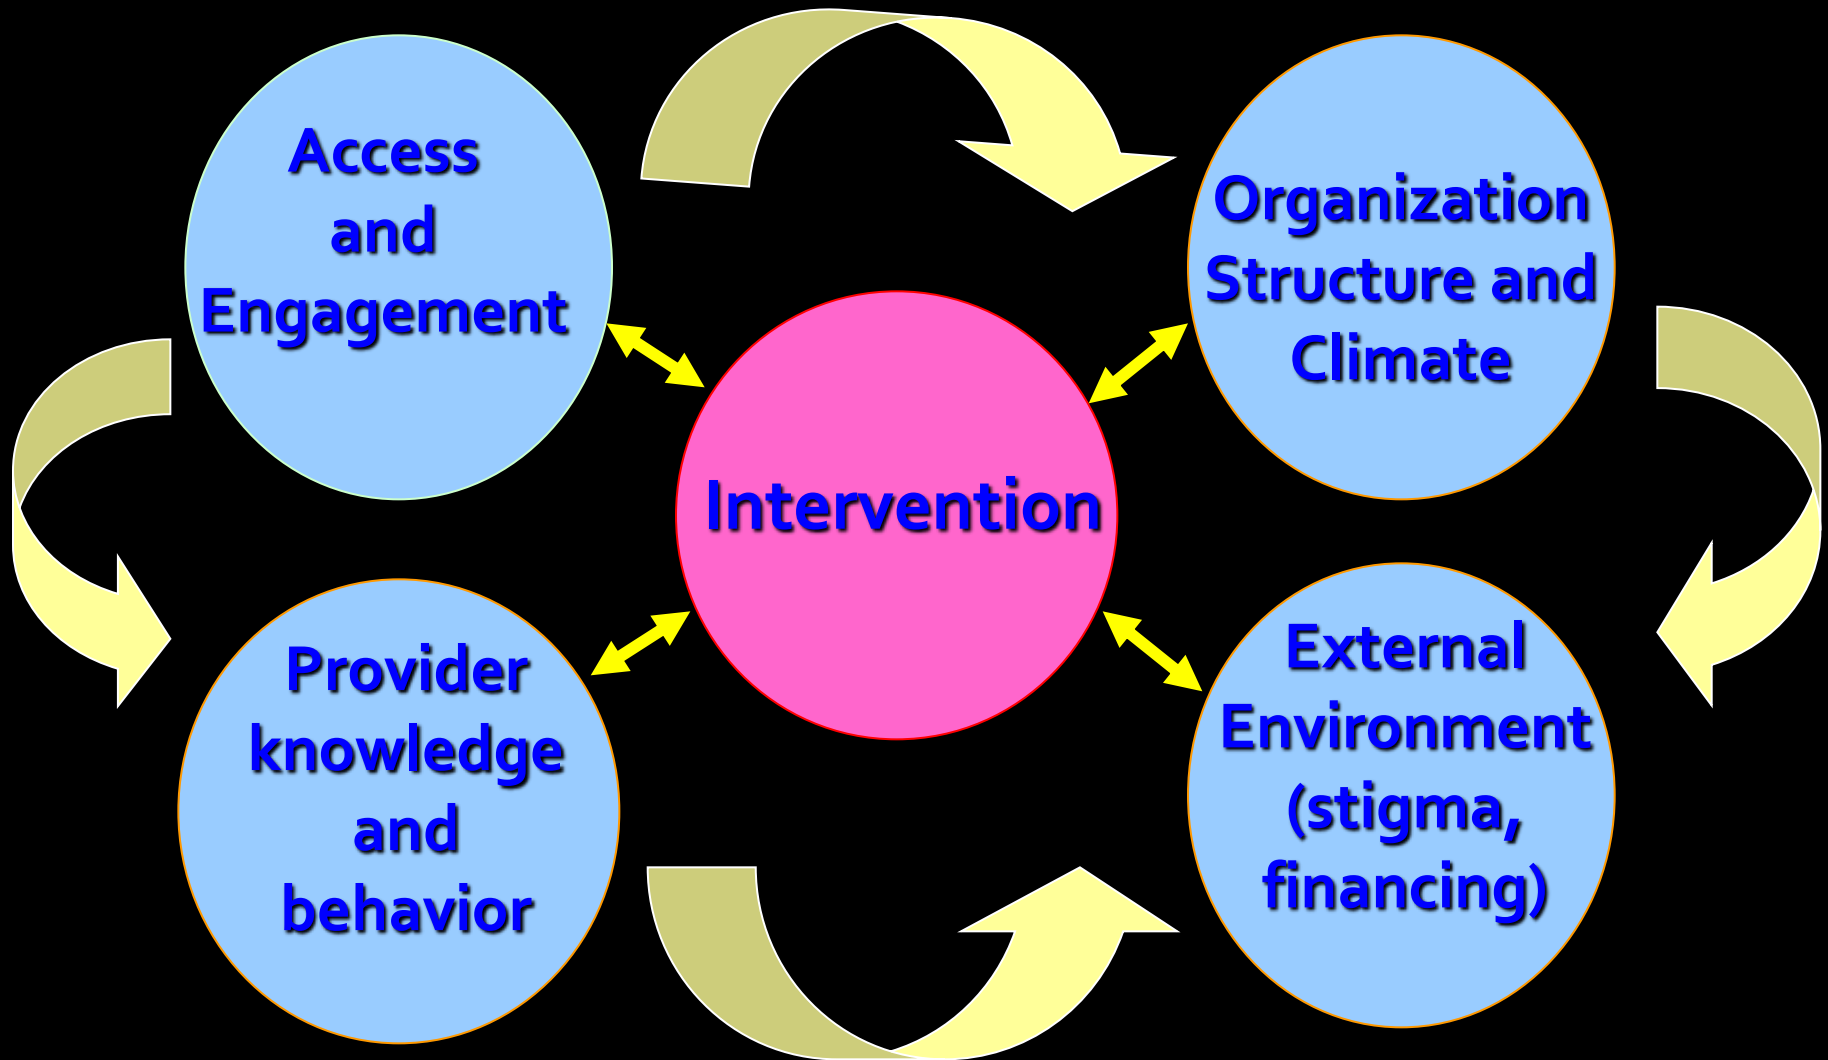 Access
and
Engagement
Organization
Structure and
Climate
Intervention
Provider
knowledge
and
behavior
External
Environment
(stigma,
financing)